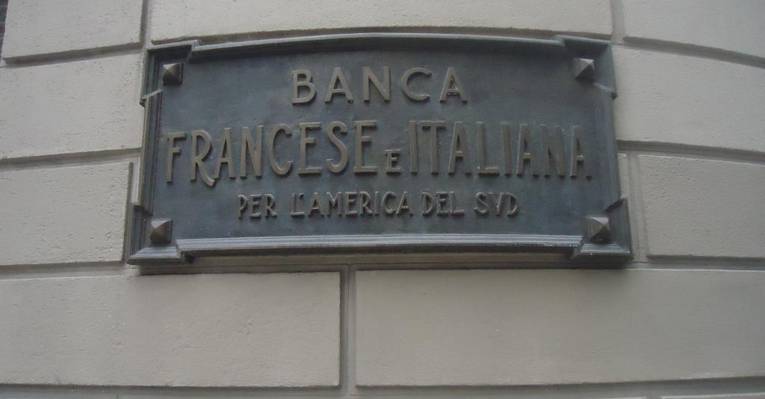 BANCA
FRANCESE E ITALIANA
PER L'AMERICA DEL SVD